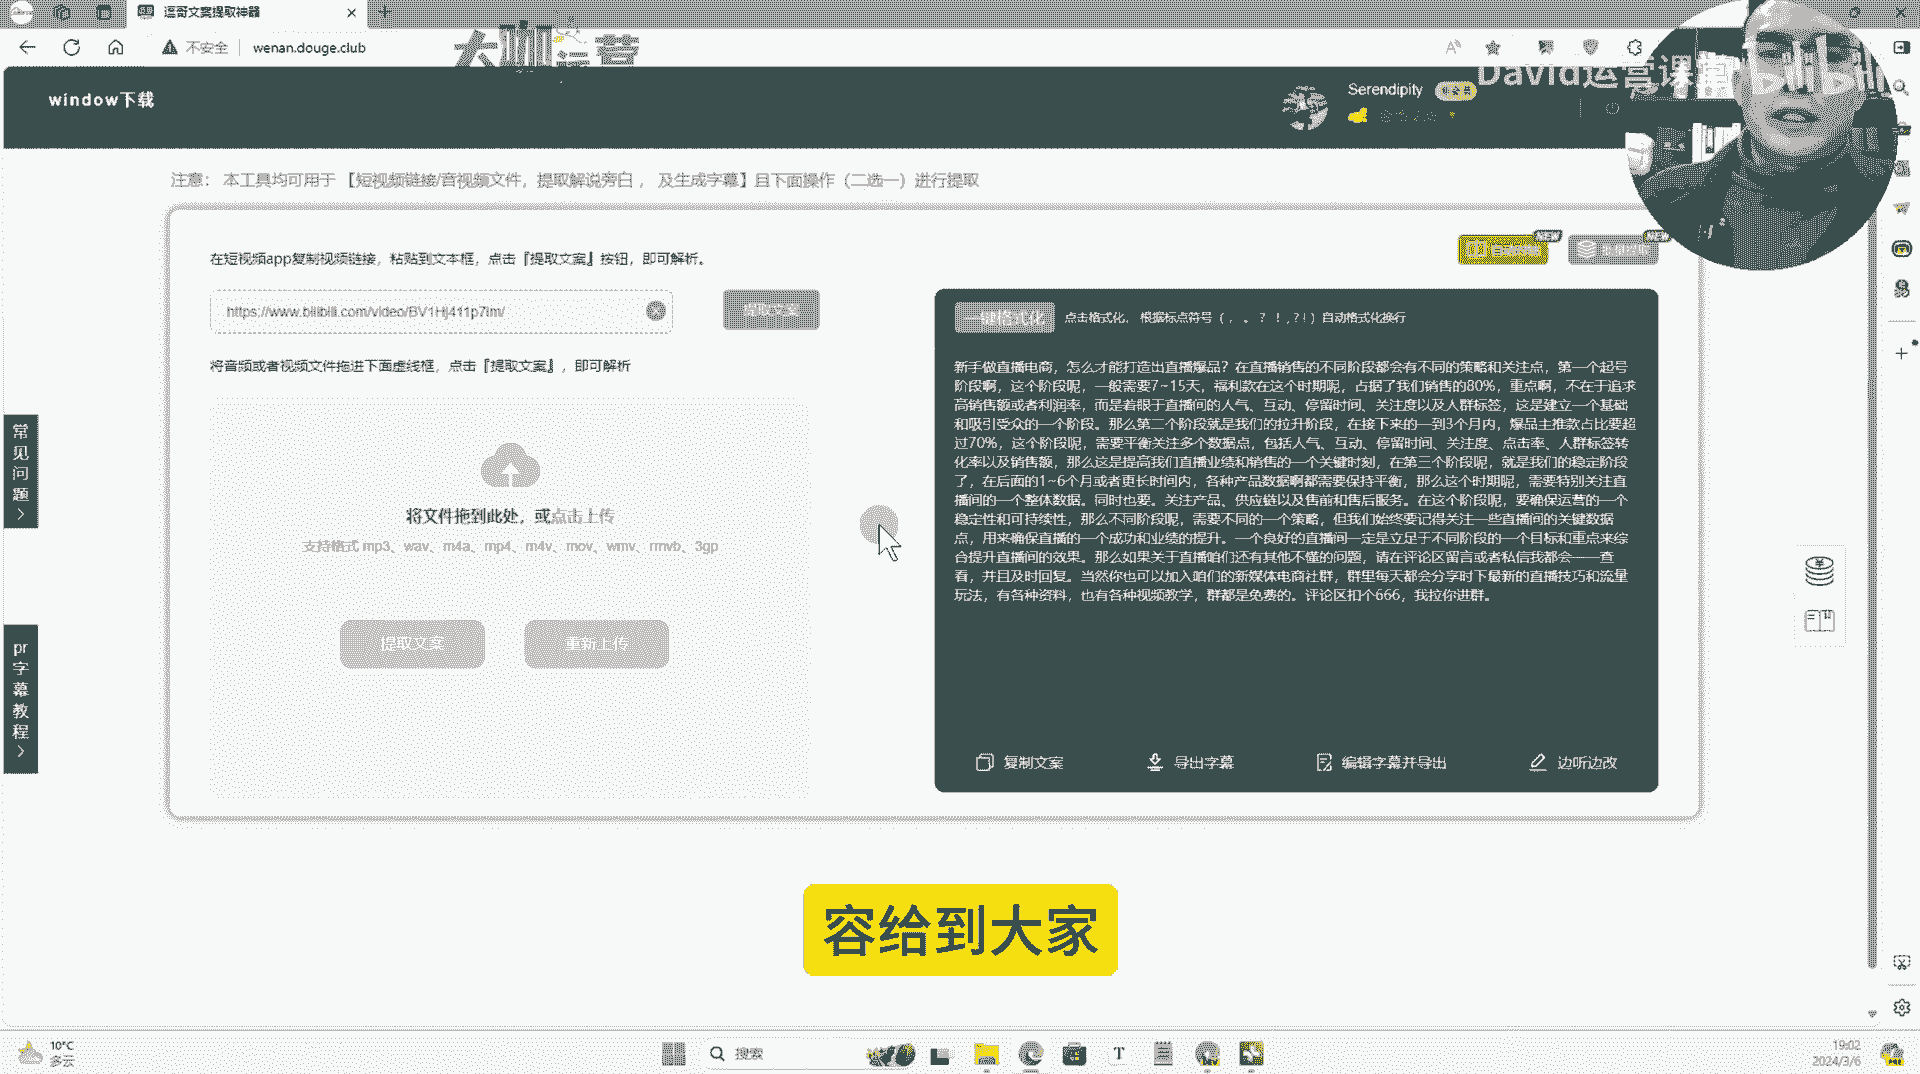 逗哥文案提取神器
不安全
wenan.douge.club
大咖运营
window下载
Serendipity
David运营课堂
bilibili
注意： 本工具均可用于 【短视频链接/音视频文件，提取解说旁白 ， 及生成字幕】且下面操作（二选一）进行提取
在短视频app复制视频链接，粘贴到文本框，点击『提取文案』按钮，即可解析。
NEW
NEW
https://www.bilibili.com/video/BV1Hj411p7im/
提取文案
将音频或者视频文件拖进下面虚线框，点击『提取文案』，即可解析
将文件拖到此处，或点击上传
支持格式 mp3、wav、m4a、mp4、m4v、mov、wmv、rmvb、3gp
提取文案
重新上传
一键格式化
点击格式化， 根据标点符号（ ， 。 ？ ！ , ? ! ）自动格式化换行
新手做直播电商，怎么才能打造出直播爆品？在直播销售的不同阶段都会有不同的策略和关注点，第一个起号
阶段啊，这个阶段呢，一般需要7~15天，福利款在这个时期呢，占据了我们销售的80%，重点啊，不在于追求
高销售额或者利润率，而是着眼于直播间的人气、互动、停留时间、关注度以及人群标签，这是建立一个基础
和吸引受众的一个阶段。那么第二个阶段就是我们的拉升阶段，在接下来的一到3个月内，爆品主推款占比要超
过70%，这个阶段呢，需要平衡关注多个数据点，包括人气、互动、停留时间、关注度、点击率、人群标签转
化率以及销售额，那么这是提高我们直播业绩和销售的一个关键时刻，在第三个阶段呢，就是我们的稳定阶段
了，在后面的1~6个月或者更长时间内，各种产品数据啊都需要保持平衡，那么这个时期呢，需要特别关注直
播间的一个整体数据。同时也要。关注产品、供应链以及售前和售后服务。在这个阶段呢，要确保运营的一个
稳定性和可持续性，那么不同阶段呢，需要不同的一个策略，但我们始终要记得关注一些直播间的关键数据
点，用来确保直播的一个成功和业绩的提升。一个良好的直播间一定是立足于不同阶段的一个目标和重点来综
合提升直播间的效果。那么如果关于直播咱们还有其他不懂的问题，请在评论区留言或者私信我都会一一查
看，并且及时回复。当然你也可以加入咱们的新媒体电商社群，群里每天都会分享时下最新的直播技巧和流量
玩法，有各种资料，也有各种视频教学，群都是免费的。评论区扣个666，我拉你进群。
复制文案
导出字幕
编辑字幕并导出
边听边改
常见问题
pr字幕教程
容给到大家
10°C
多云
搜索
19:02
2024/3/6